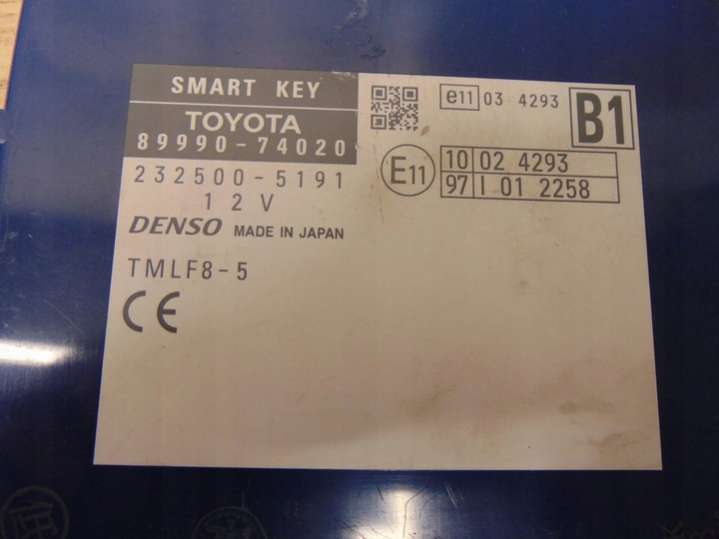 SMART KEY
TOYOTA
89990-74020
232500-5191
12V
DENSO MADE IN JAPAN
TMLF8-5
CE
e11 03 4293
B1
E11
10 02 4293
97 I 01 2258